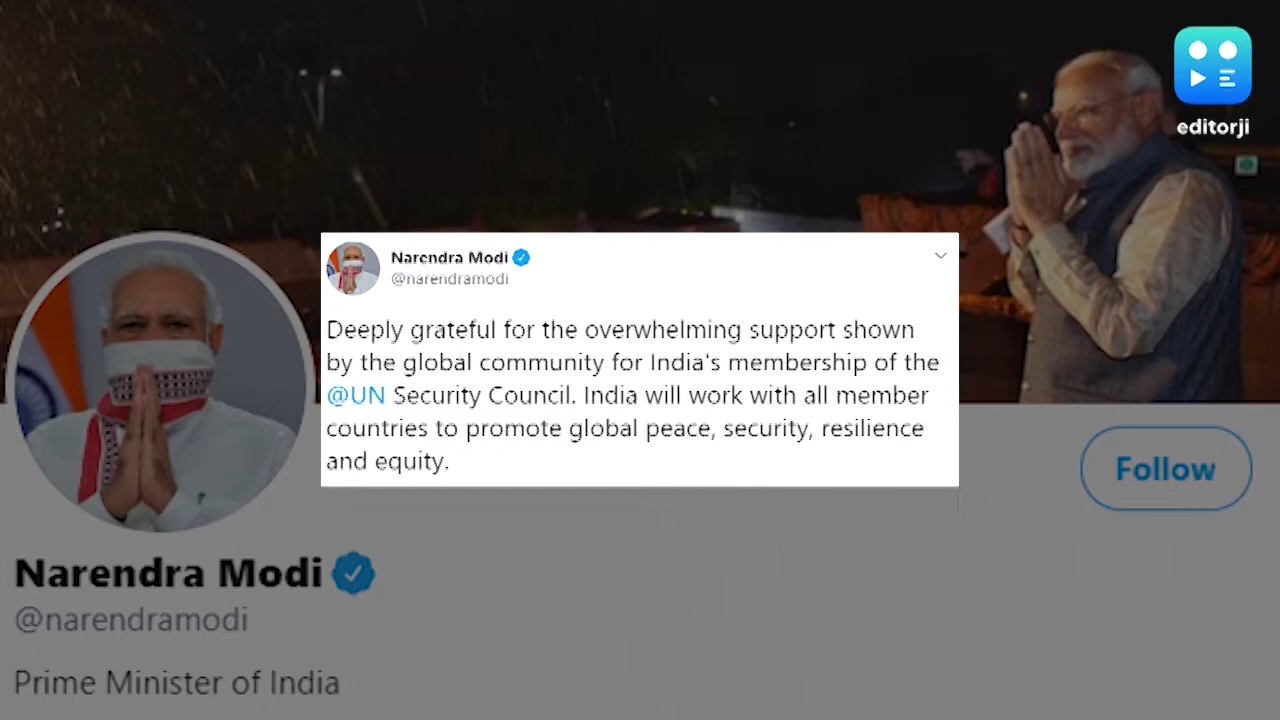 editorji
Narendra Modi
@narendramodi
Deeply grateful for the overwhelming support shown
by the global community for India's membership of the
@UN Security Council. India will work with all member
countries to promote global peace, security, resilience
and equity.
Follow
Narendra Modi
@narendramodi
Prime Minister of India